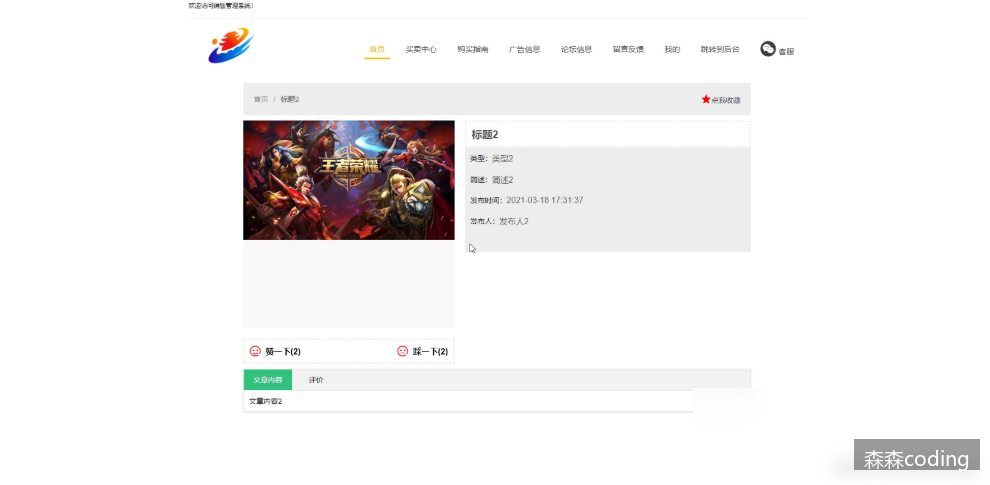 欢迎访问销售管理系统!
首页 买卖中心 购买指南 广告信息 论坛信息 留言反馈 我的 跳转到后台 客服
首页 / 标题2 点我收藏
王者荣耀
标题2
类型: 类型2
简述: 简述2
发布时间: 2021-03-18 17:31:37
发布人: 发布人2
赞一下(2) 踩一下(2)
文章内容 评价
文章内容2
森森coding